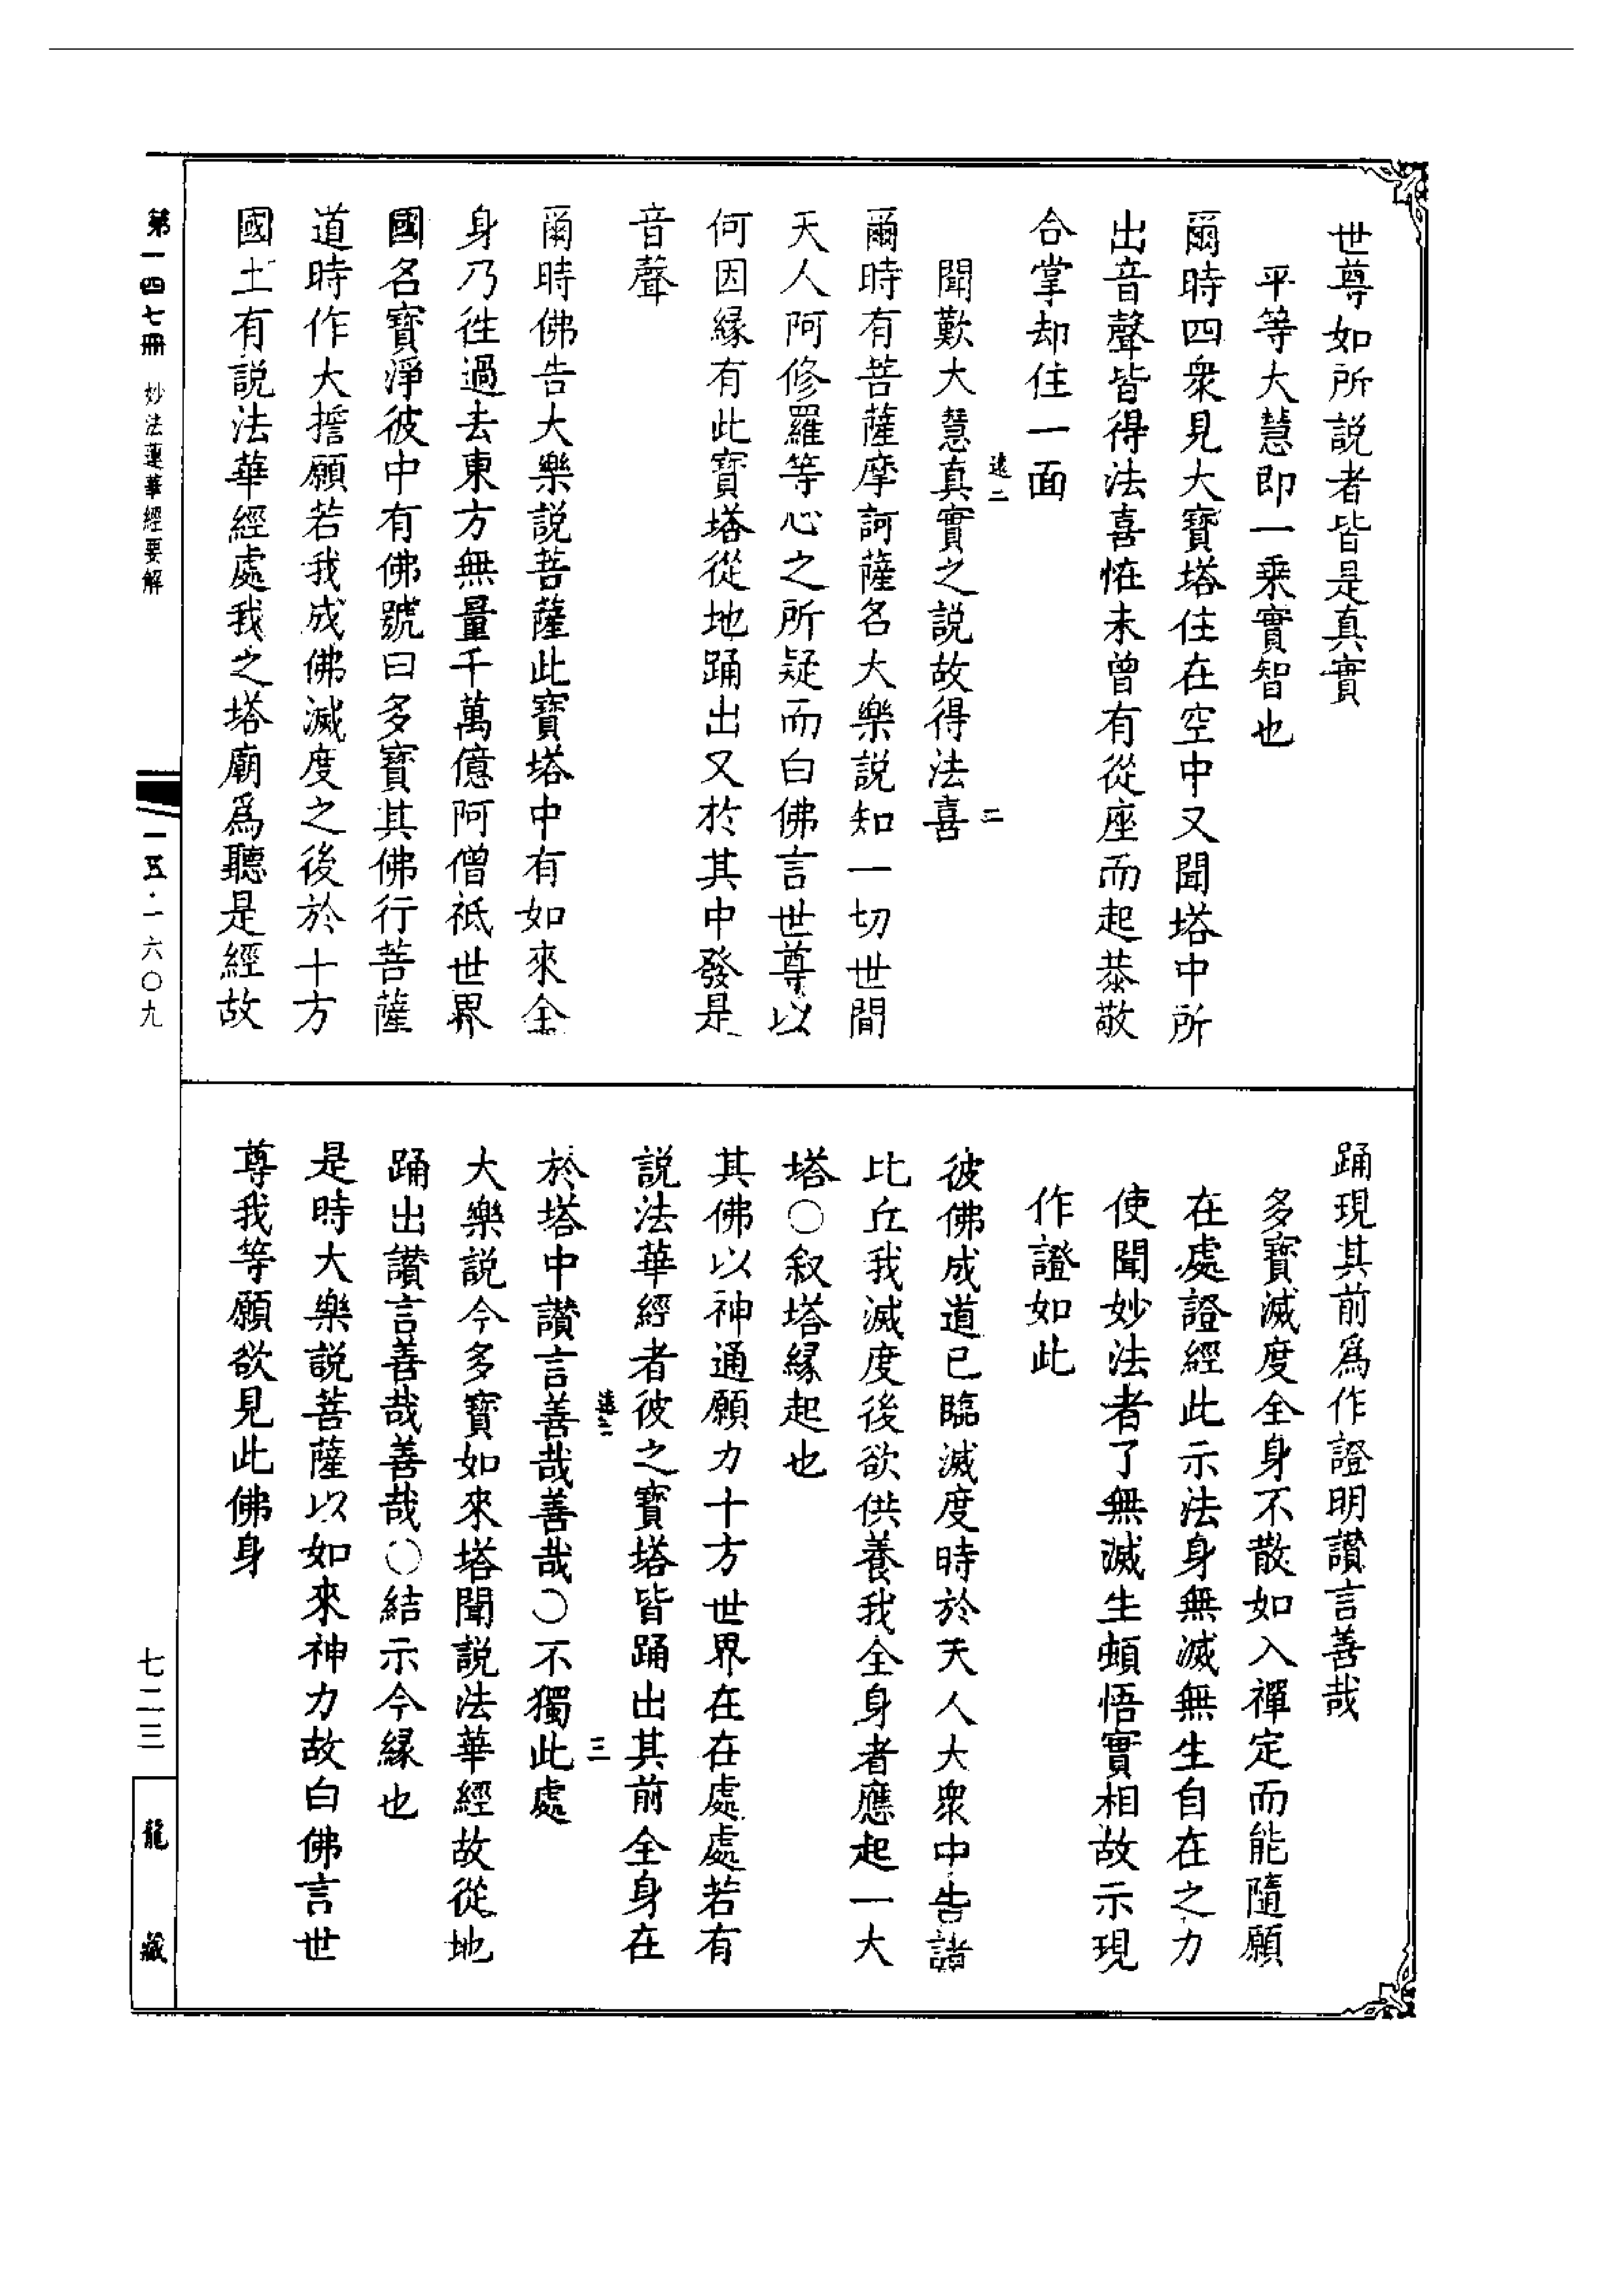 世尊如所説者皆是真實
平等大慧即一乘實智也
爾時四衆見大寶塔住在空中又聞塔中所
出音聲皆得法喜怪未曾有從座而起恭敬
合掌却住一面
聞歎大慧真實之説故得法喜
二
爾時有菩薩摩訶薩名大樂説知一切世間
天人阿修羅等心之所疑而白佛言世尊以
何因緣有此寶塔從地踊出又於其中發是
音聲
爾時佛告大樂説菩薩此寶塔中有如來全
身乃徃過去東方無量千萬億阿僧祇世界
國名寶淨彼中有佛號曰多寶其佛行菩薩
道時作大誓願若我成佛滅度之後於十方
國土有説法華經處我之塔廟爲聽是經故
踊現其前爲作證明讃言善哉
多寶滅度全身不散如入禪定而能隨願
在處證經此示法身無滅無生自在之力
使聞妙法者了無滅生頓悟實相故示現
作證如此
彼佛成道已臨滅度時於天人大衆中告諸
比丘我滅度後欲供養我全身者應起一大
塔〇叙塔緣起也
其佛以神通願力十方世界在在處處若有
説法華經者彼之寶塔皆踊出其前全身在
三
於塔中讃言善哉善哉〇不獨此處
大樂説今多寶如來塔聞説法華經故從地
踊出讃言善哉善哉〇結示今緣也
是時大樂説菩薩以如來神力故白佛言世
尊我等願欲見此佛身
第一四七冊 妙法蓮華經要解
一五·一六〇九
七二三
龍藏